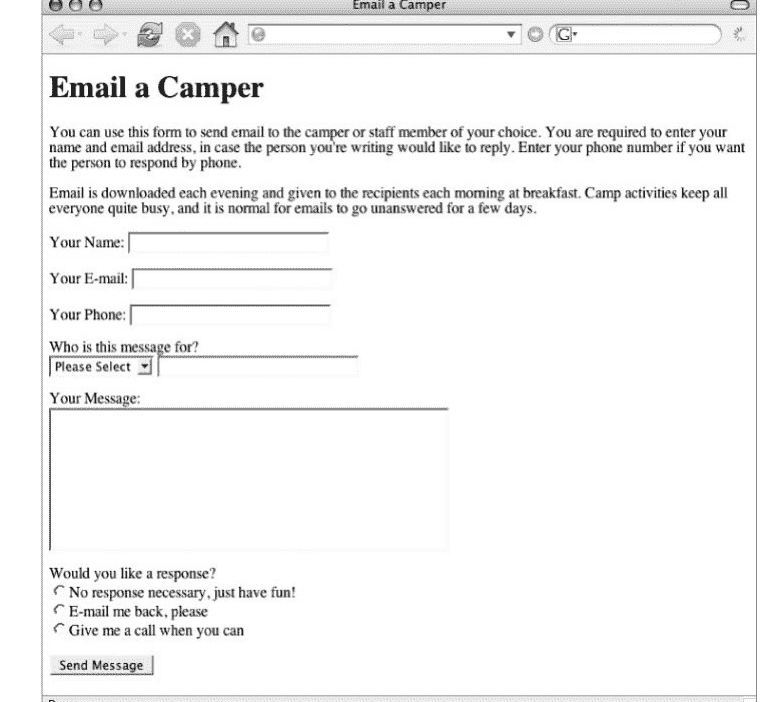 Email a Camper
G
Email a Camper
You can use this form to send email to the camper or staff member of your choice. You are required to enter your
name and email address, in case the person you're writing would like to reply. Enter your phone number if you want
the person to respond by phone.
Email is downloaded each evening and given to the recipients each morning at breakfast. Camp activities keep all
everyone quite busy, and it is normal for emails to go unanswered for a few days.
Your Name:
Your E-mail:
Your Phone:
Who is this message for?
Please Select
Your Message:
Would you like a response?
No response necessary, just have fun!
E-mail me back, please
Give me a call when you can
Send Message